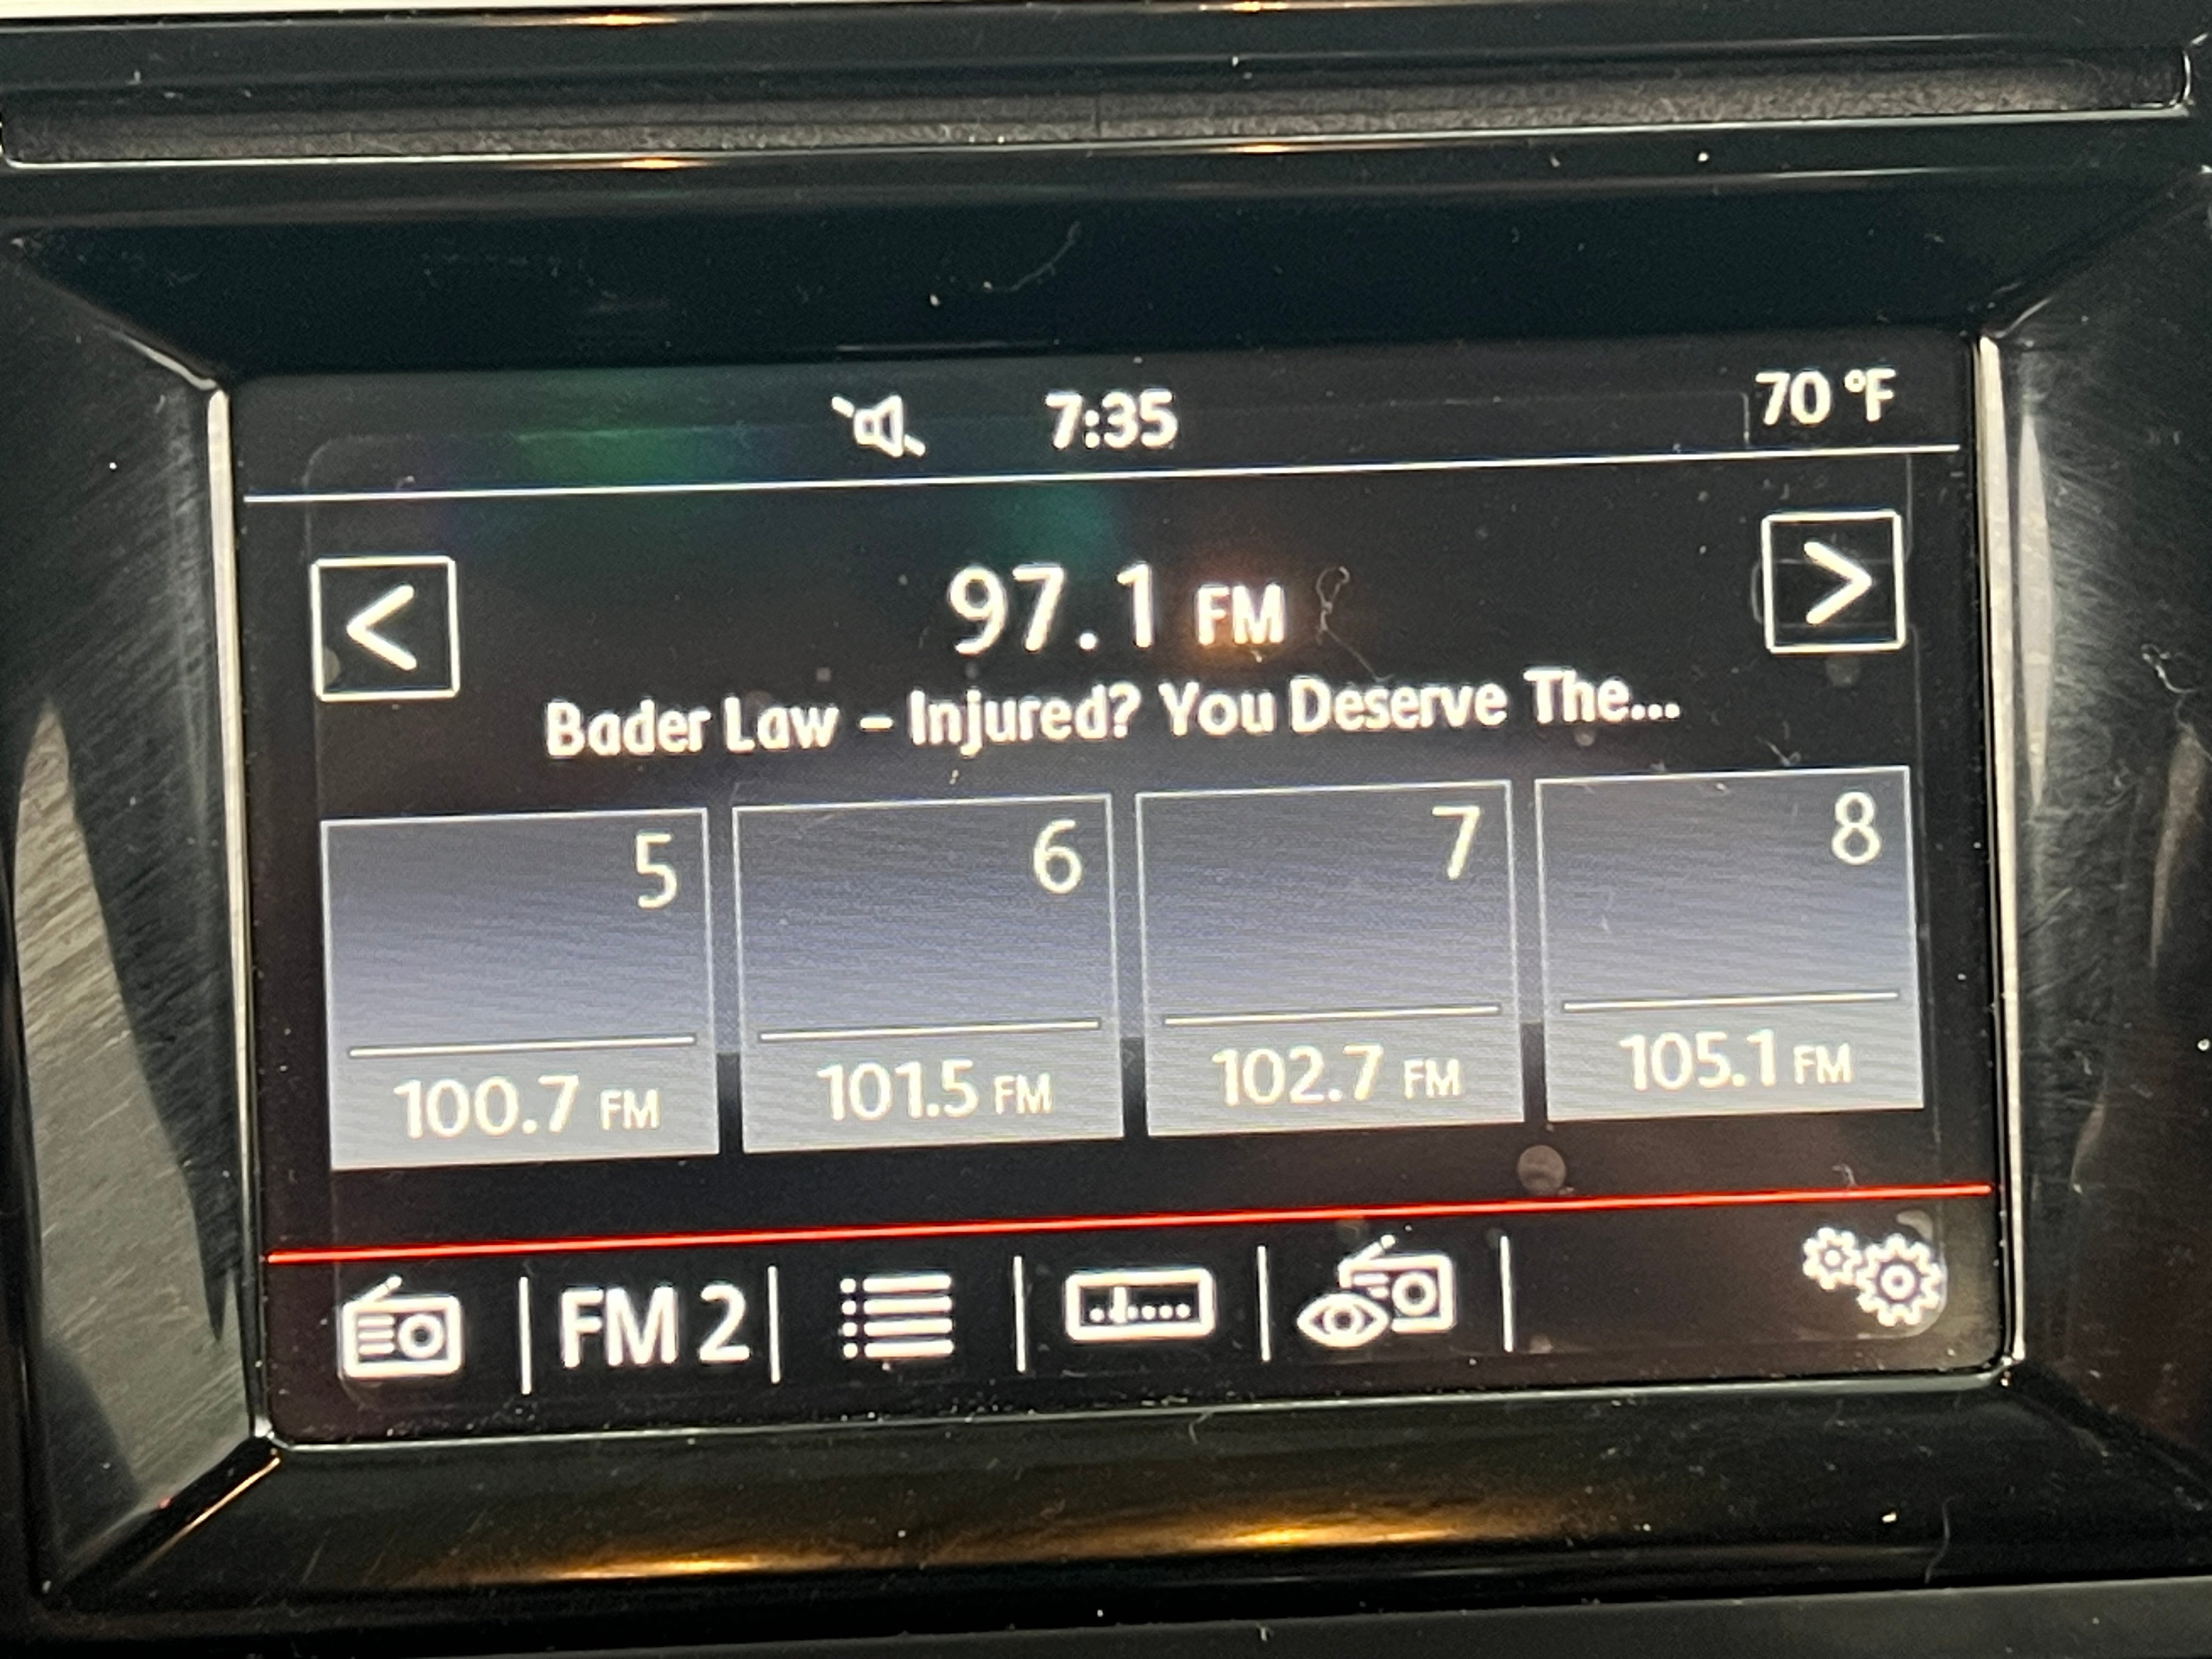 7:35 70 °F
< 97.1 FM >
Bader Law – Injured? You Deserve The...
5 6 7 8
100.7 FM 101.5 FM 102.7 FM 105.1 FM
FM 2